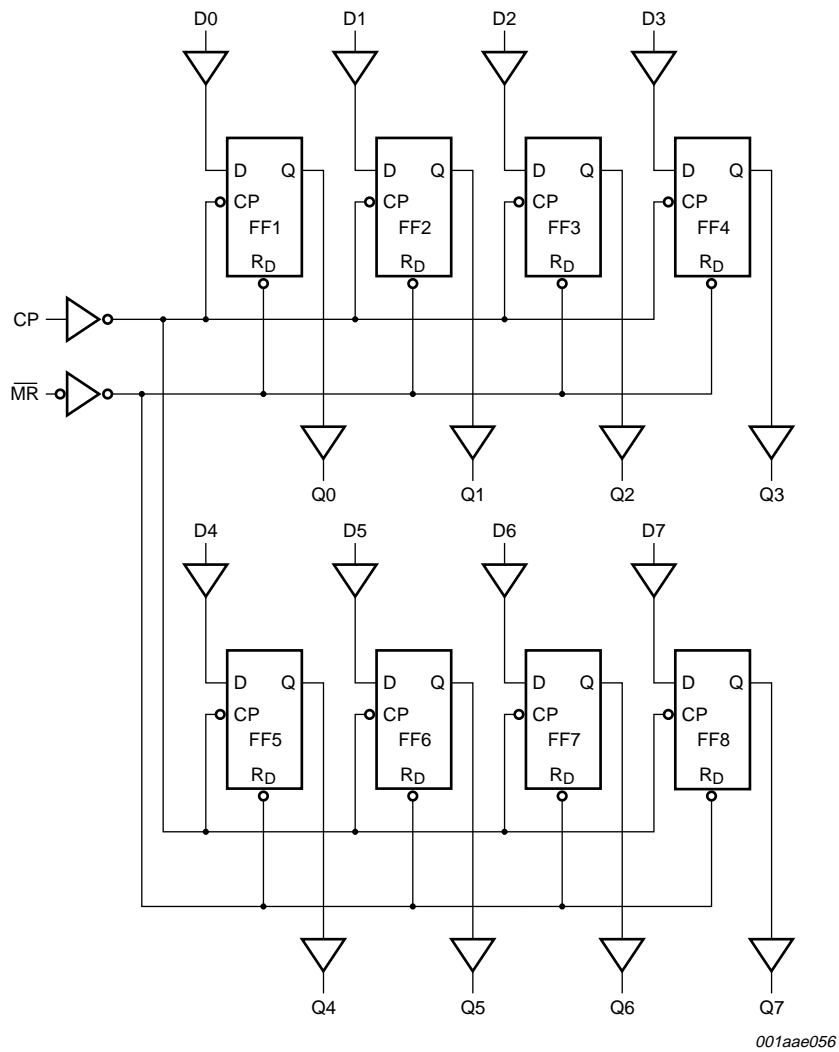 D0 D1 D2 D3
D Q D Q D Q D Q
CP CP CP CP
FF1 FF2 FF3 FF4
RD RD RD RD
CP
MR
Q0 Q1 Q2 Q3
D4 D5 D6 D7
D Q D Q D Q D Q
CP CP CP CP
FF5 FF6 FF7 FF8
RD RD RD RD
Q4 Q5 Q6 Q7
001aae056